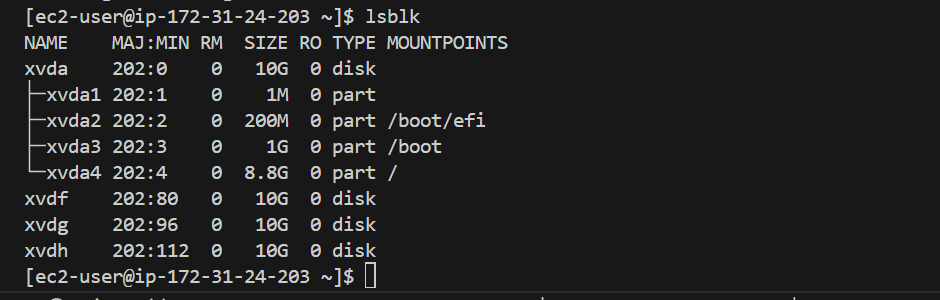 [ec2-user@ip-172-31-24-203 ~]$ lsblk
NAME    MAJ:MIN RM  SIZE RO TYPE MOUNTPOINTS
xvda    202:0    0   10G  0 disk
├─xvda1 202:1    0    1M  0 part
├─xvda2 202:2    0  200M  0 part /boot/efi
├─xvda3 202:3    0    1G  0 part /boot
└─xvda4 202:4    0  8.8G  0 part /
xvdf    202:80   0   10G  0 disk
xvdg    202:96   0   10G  0 disk
xvdh    202:112  0   10G  0 disk
[ec2-user@ip-172-31-24-203 ~]$